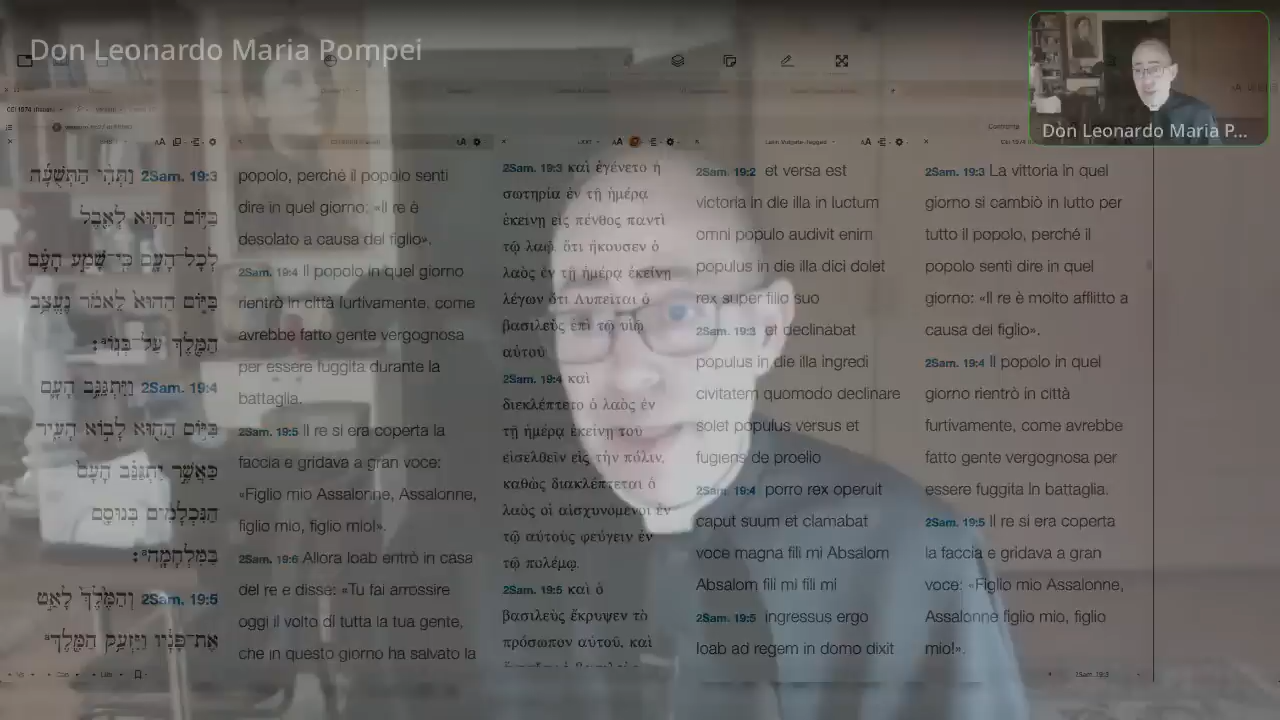 Don Leonardo Maria Pompei
Don Leonardo Maria P...
2Sam. 19:3 וַתְּהִ֨י הַתְּשֻׁעָ֜ה
בַּיּ֥וֹם הַה֛וּא לְאֵ֖בֶל
לְכָל־הָעָ֑ם כִּֽי־שָׁמַ֣ע הָעָ֗ם
בַּיּ֤וֹם הַהוּא֙ לֵאמֹ֔ר נֶעֱצַ֥ב
הַמֶּ֖לֶךְ עַל־בְּנֽוֹ׃
2Sam. 19:4 וַיִּתְגַּנֵּ֥ב הָעָ֛ם
בַּיּ֥וֹם הַה֖וּא לָב֣וֹא הָעִ֑יר
כַּאֲשֶׁ֣ר יִתְגַּנֵּ֗ב הָעָם֙
הַנִּכְלָמִ֔ים בְּנוּסָ֖ם
בַּמִּלְחָמָֽה׃
2Sam. 19:5 וְהַמֶּ֙לֶךְ֙ לָאַ֣ט
אֶת־פָּנָ֔יו וַיִּזְעַ֥ק הַמֶּ֖לֶךְ
popolo, perché il popolo sentì
dire in quel giorno: «Il re è
desolato a causa del figlio».
2Sam. 19:4 Il popolo in quel giorno
rientrò in città furtivamente, come
avrebbe fatto gente vergognosa
per essere fuggita durante la
battaglia.
2Sam. 19:5 Il re si era coperta la
faccia e gridava a gran voce:
«Figlio mio Assalonne, Assalonne,
figlio mio, figlio mio!».
2Sam. 19:6 Allora Ioab entrò in casa
del re e disse: «Tu fai arrossire
oggi il volto di tutta la tua gente,
che in questo giorno ha salvato la
2Sam. 19:3 καὶ ἐγένετο ἡ
σωτηρία ἐν τῇ ἡμέρᾳ
ἐκείνῃ εἰς πένθος παντὶ
τῷ λαῷ, ὅτι ἤκουσεν ὁ
λαὸς ἐν τῇ ἡμέρᾳ ἐκείνῃ
λέγων ὅτι Λυπεῖται ὁ
βασιλεὺς ἐπὶ τῷ υἱῷ
αὐτοῦ
2Sam. 19:4 καὶ
διεκλέπτετο ὁ λαὸς ἐν
τῇ ἡμέρᾳ ἐκείνῃ τοῦ
εἰσελθεῖν εἰς τὴν πόλιν,
καθὼς διακλέπτεται ὁ
λαὸς οἱ αἰσχυνόμενοι ἐν
τῷ αὐτοὺς φεύγειν ἐν
τῷ πολέμῳ.
2Sam. 19:5 καὶ ὁ
βασιλεὺς ἔκρυψεν τὸ
πρόσωπον αὐτοῦ, καὶ
2Sam. 19:2 et versa est
victoria in die illa in luctum
omni populo audivit enim
populus in die illa dici dolet
rex super filio suo
2Sam. 19:3 et declinabat
populus in die illa ingredi
civitatem quomodo declinare
solet populus versus et
fugiens de proelio
2Sam. 19:4 porro rex operuit
caput suum et clamabat
voce magna fili mi Absalom
Absalom fili mi fili mi
2Sam. 19:5 ingressus ergo
Ioab ad regem in domo dixit
2Sam. 19:3 La vittoria in quel
giorno si cambiò in lutto per
tutto il popolo, perché il
popolo sentì dire in quel
giorno: «Il re è molto afflitto a
causa del figlio».
2Sam. 19:4 Il popolo in quel
giorno rientrò in città
furtivamente, come avrebbe
fatto gente vergognosa per
essere fuggita in battaglia.
2Sam. 19:5 Il re si era coperta
la faccia e gridava a gran
voce: «Figlio mio Assalonne,
Assalonne figlio mio, figlio
mio!».
2Sam. 19:3